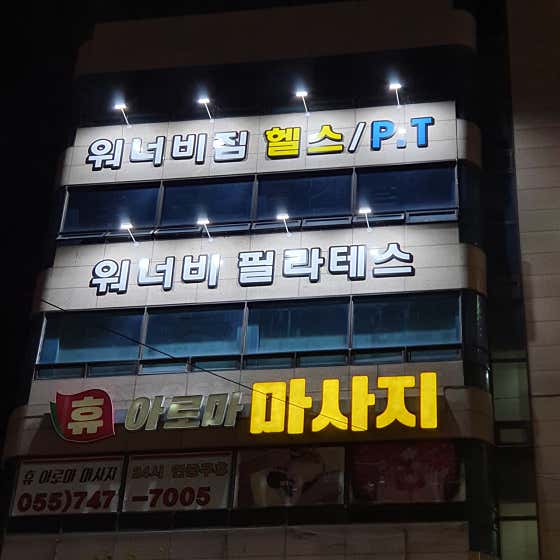 워너비짐 헬스/P.T
워너비 필라테스
휴 아로마 마사지
휴 아로마 마사지 24시 연중무휴
055)747-7005